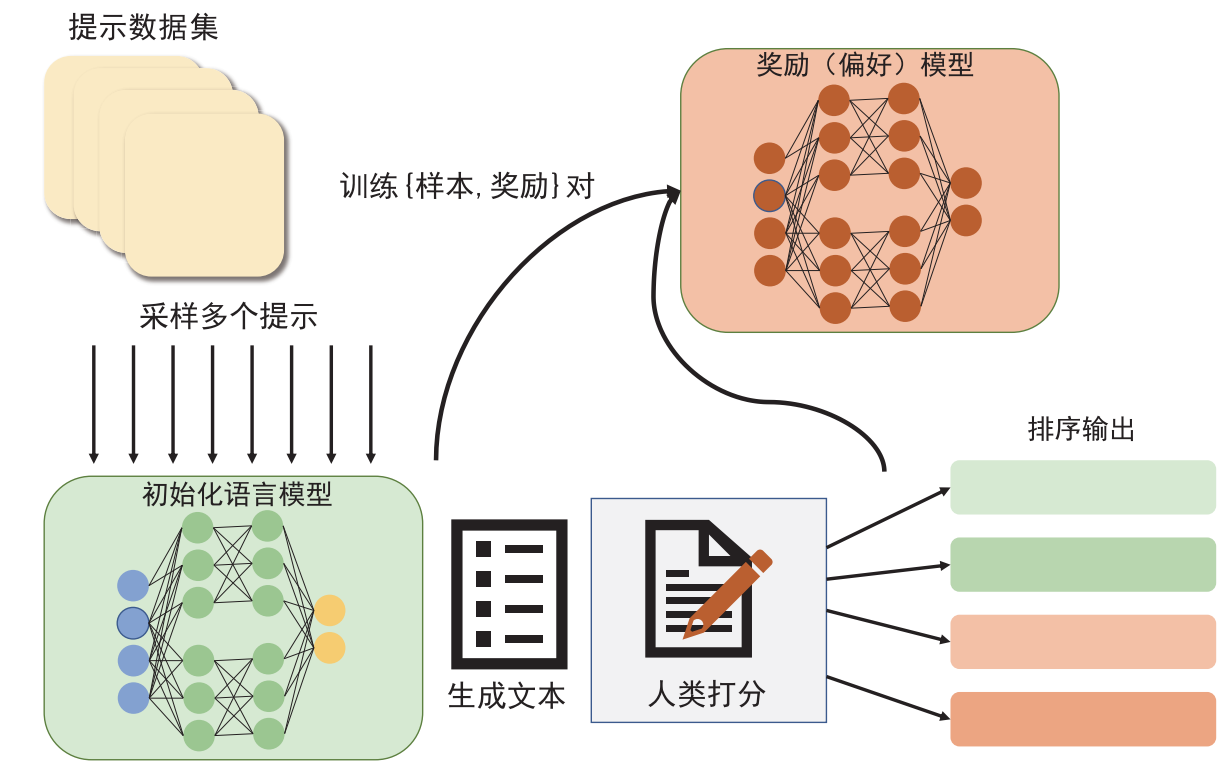 提示数据集
奖励（偏好）模型
训练{样本, 奖励}对
采样多个提示
排序输出
初始化语言模型
生成文本
人类打分